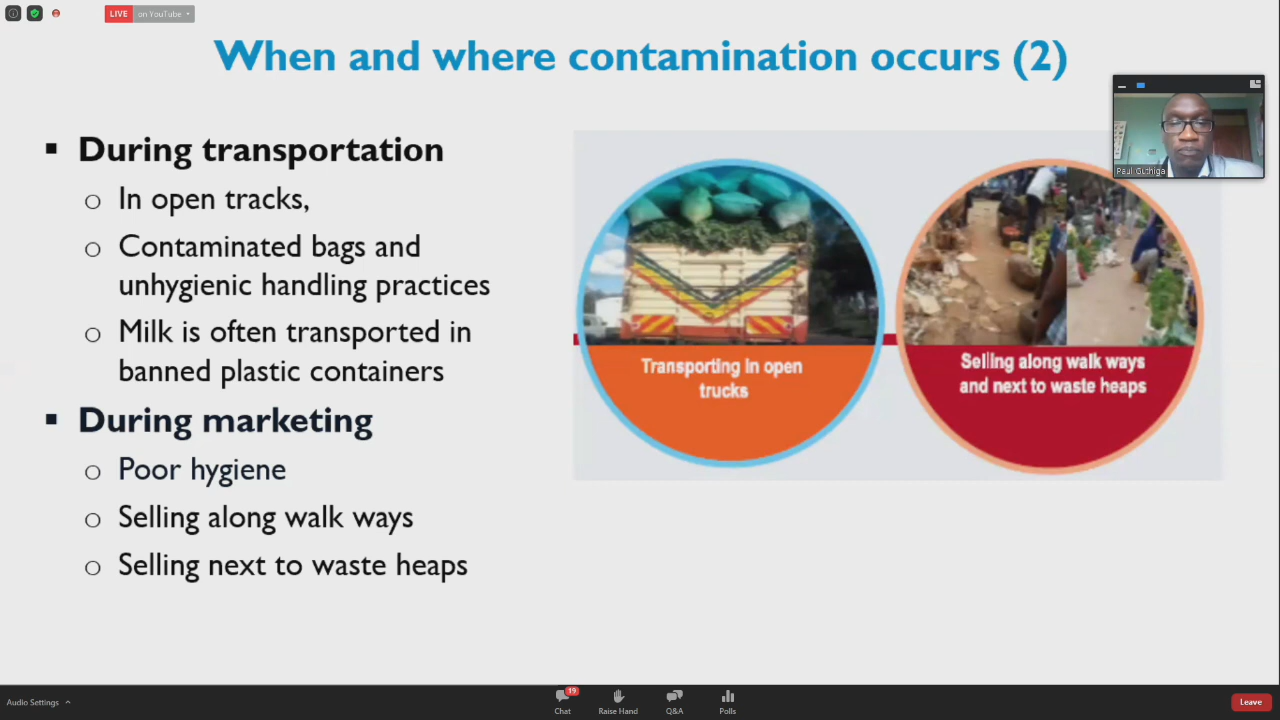 LIVE on YouTube
When and where contamination occurs (2)
Paul Guthiga
During transportation
In open tracks,
Contaminated bags and
unhygienic handling practices
Milk is often transported in
banned plastic containers
During marketing
Poor hygiene
Selling along walk ways
Selling next to waste heaps
Transporting in open
trucks
Selling along walk ways
and next to waste heaps
Audio Settings
19
Chat
Raise Hand
Q&A
Polls
Leave